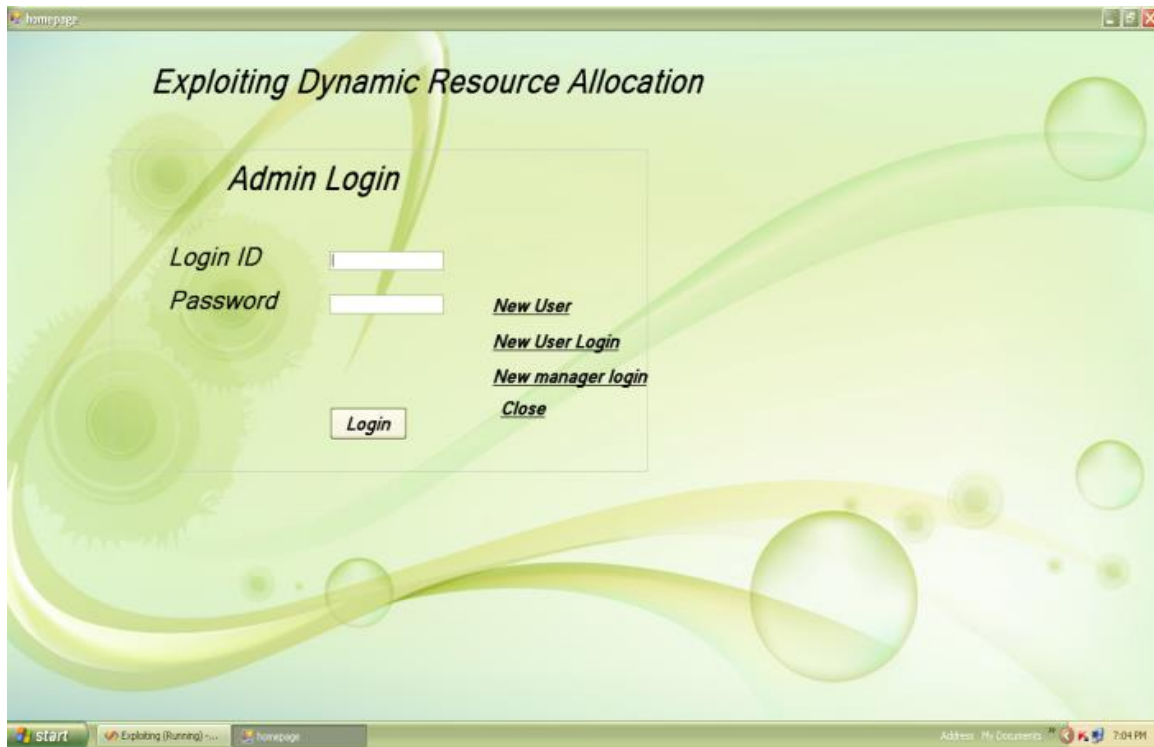 homepage
Exploiting Dynamic Resource Allocation
Admin Login
Login ID
Password
New User
New User Login
New manager login
Close
Login
start
Exploiting (Running) -...
homepage
Address My Documents »
7:04 PM